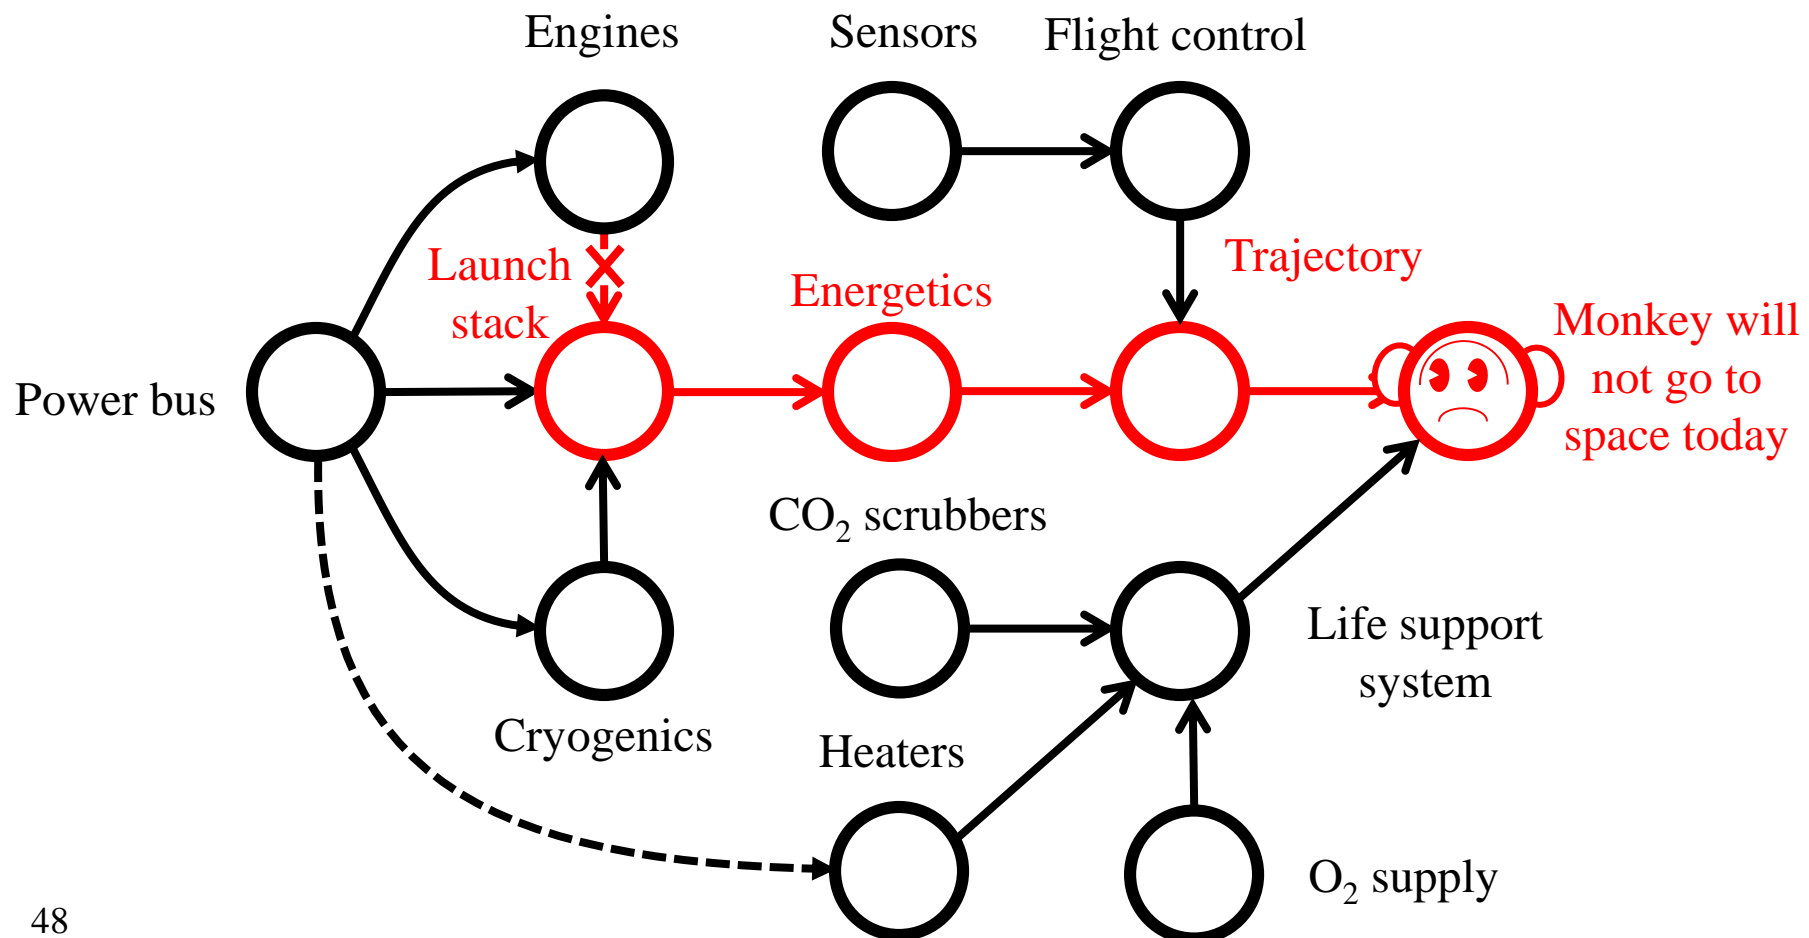 Engines
Sensors
Flight control
Launch
stack
Energetics
Trajectory
Monkey will
not go to
space today
Power bus
CO₂ scrubbers
Life support
system
Cryogenics
Heaters
O₂ supply
48